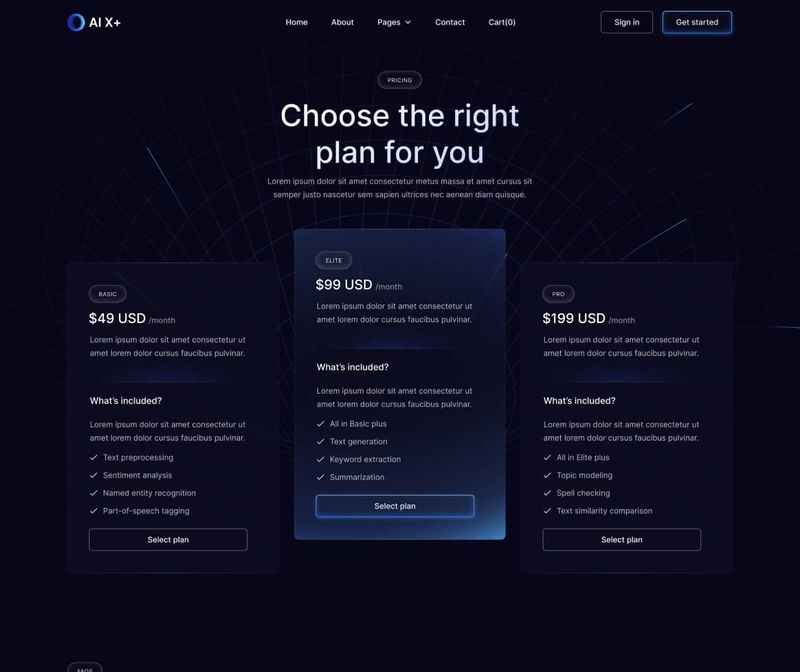 AI X+
Home
About
Pages
Contact
Cart(0)
Sign in
Get started
PRICING
Choose the right
plan for you
Lorem ipsum dolor sit amet consectetur metus massa et amet cursus sit
semper justo nascetur sem sapien ultrices nec aenean diam quisque.
BASIC
$49 USD /month
Lorem ipsum dolor sit amet consectetur ut
amet lorem dolor cursus faucibus pulvinar.
What's included?
Lorem ipsum dolor sit amet consectetur ut
amet lorem dolor cursus faucibus pulvinar.
Text preprocessing
Sentiment analysis
Named entity recognition
Part-of-speech tagging
Select plan
ELITE
$99 USD /month
Lorem ipsum dolor sit amet consectetur ut
amet lorem dolor cursus faucibus pulvinar.
What's included?
Lorem ipsum dolor sit amet consectetur ut
amet lorem dolor cursus faucibus pulvinar.
All in Basic plus
Text generation
Keyword extraction
Summarization
Select plan
PRO
$199 USD /month
Lorem ipsum dolor sit amet consectetur ut
amet lorem dolor cursus faucibus pulvinar.
What's included?
Lorem ipsum dolor sit amet consectetur ut
amet lorem dolor cursus faucibus pulvinar.
All in Elite plus
Topic modeling
Spell checking
Text similarity comparison
Select plan
FAQS